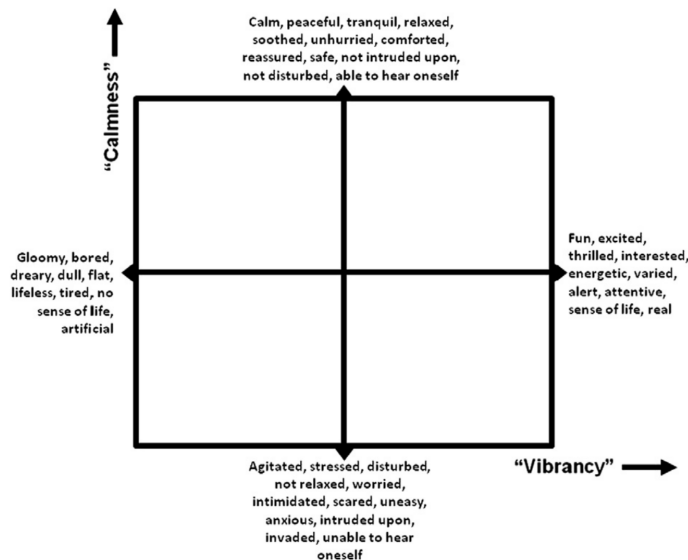 Calm, peaceful, tranquil, relaxed,
soothed, unhurried, comforted,
reassured, safe, not intruded upon,
not disturbed, able to hear oneself
“Calmness”
Gloomy, bored,
dreary, dull, flat,
lifeless, tired, no
sense of life,
artificial
Fun, excited,
thrilled, interested,
energetic, varied,
alert, attentive,
sense of life, real
“Vibrancy”
Agitated, stressed, disturbed,
not relaxed, worried,
intimidated, scared, uneasy,
anxious, intruded upon,
invaded, unable to hear
oneself